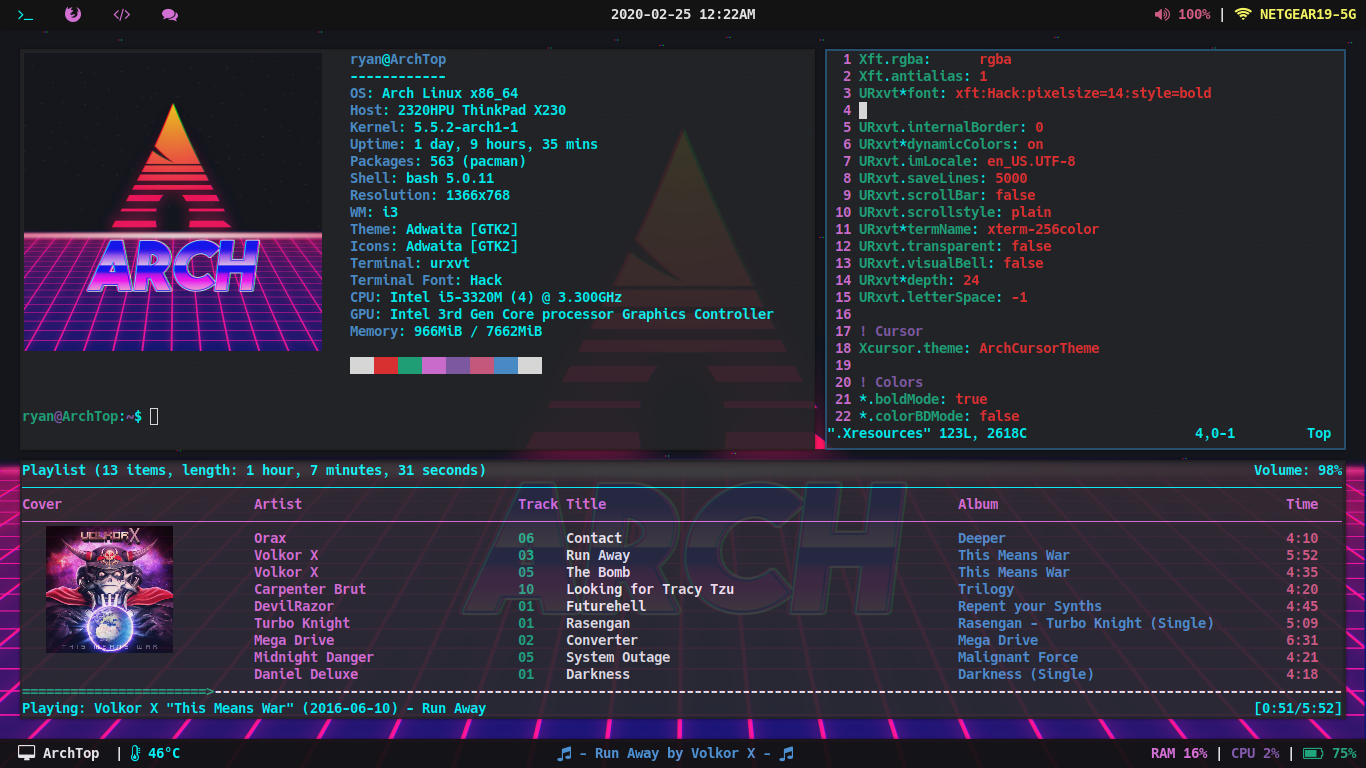 2020-02-25 12:22AM
100% | NETGEAR19-5G
ARCH
ryan@ArchTop
------------
OS: Arch Linux x86_64
Host: 2320HPU ThinkPad X230
Kernel: 5.5.2-arch1-1
Uptime: 1 day, 9 hours, 35 mins
Packages: 563 (pacman)
Shell: bash 5.0.11
Resolution: 1366x768
WM: i3
Theme: Adwaita [GTK2]
Icons: Adwaita [GTK2]
Terminal: urxvt
Terminal Font: Hack
CPU: Intel i5-3320M (4) @ 3.300GHz
GPU: Intel 3rd Gen Core processor Graphics Controller
Memory: 966MiB / 7662MiB
ryan@ArchTop:~$
1 Xft.rgba: rgba
2 Xft.antialias: 1
3 URxvt*font: xft:Hack:pixelsize=14:style=bold
4
5 URxvt.internalBorder: 0
6 URxvt*dynamicColors: on
7 URxvt.imLocale: en_US.UTF-8
8 URxvt.saveLines: 5000
9 URxvt.scrollBar: false
10 URxvt.scrollstyle: plain
11 URxvt*termName: xterm-256color
12 URxvt.transparent: false
13 URxvt.visualBell: false
14 URxvt*depth: 24
15 URxvt.letterSpace: -1
16
17 ! Cursor
18 Xcursor.theme: ArchCursorTheme
19
20 ! Colors
21 *.boldMode: true
22 *.colorBDMode: false
".Xresources" 123L, 2618C 4,0-1 Top
Playlist (13 items, length: 1 hour, 7 minutes, 31 seconds) Volume: 98%
Cover Artist Track Title Album Time
VOLKOR X
THIS MEANS WAR
Orax 06 Contact Deeper 4:10
Volkor X 03 Run Away This Means War 5:52
Volkor X 05 The Bomb This Means War 4:35
Carpenter Brut 10 Looking for Tracy Tzu Trilogy 4:20
DevilRazor 01 Futurehell Repent your Synths 4:45
Turbo Knight 01 Rasengan Rasengan - Turbo Knight (Single) 5:09
Mega Drive 02 Converter Mega Drive 6:31
Midnight Danger 05 System Outage Malignant Force 4:21
Daniel Deluxe 01 Darkness Darkness (Single) 4:18
ARCH
Playing: Volkor X "This Means War" (2016-06-10) - Run Away [0:51/5:52]
ArchTop | 46°C - Run Away by Volkor X - RAM 16% | CPU 2% | 75%